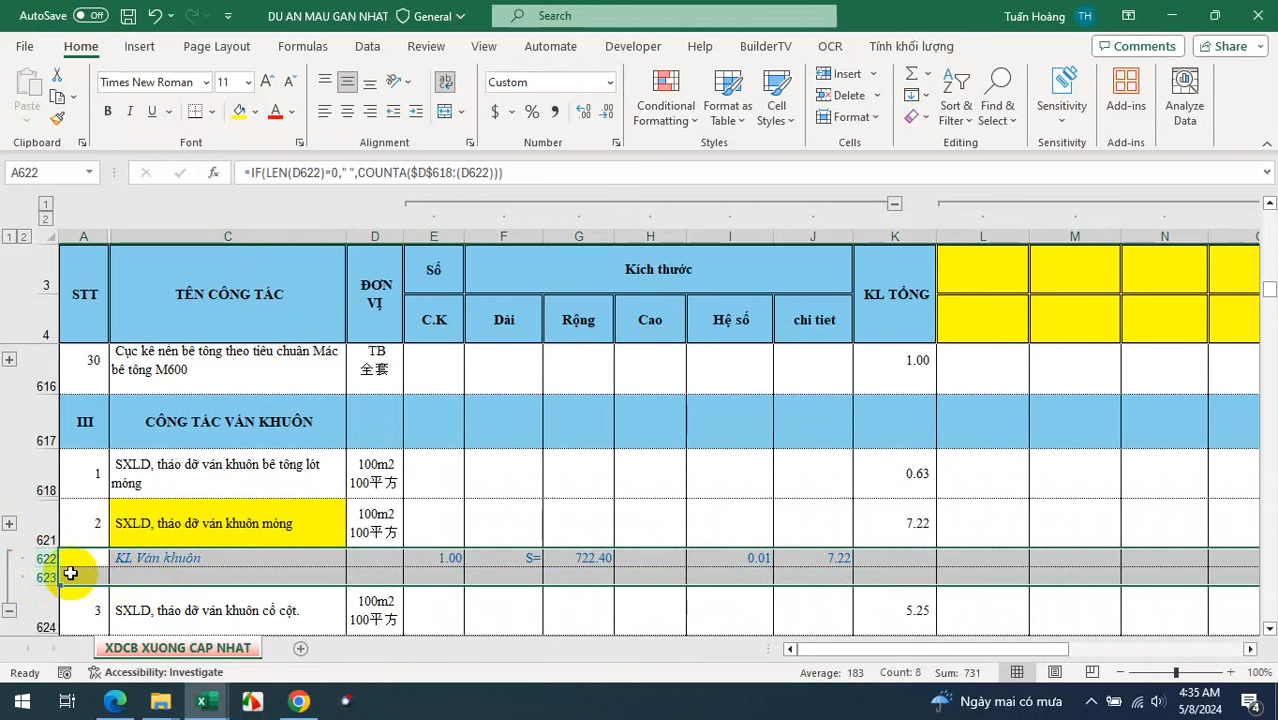 AutoSave Off DU AN MAU GAN NHAT General Search Tuấn Hoàng TH
File Home Insert Page Layout Formulas Data Review View Automate Developer Help BuilderTV OCR Tính khối lượng Comments Share
Paste Times New Roman 11 Custom Conditional Formatting Format as Table Cell Styles Insert Delete Format Sort & Filter Find & Select Sensitivity Add-ins Analyze Data
Clipboard Font Alignment Number Styles Cells Editing Sensitivity Add-ins
A622 =IF(LEN(D622)=0," ",COUNTA($D$618:(D622)))
1
2
1 2 A C D E F G H I J K L M N
3 STT TÊN CÔNG TÁC ĐƠN VỊ Số Kích thước KL TỔNG
4 C.K Dài Rộng Cao Hệ số chi tiet
616 30 Cục kê nền bê tông theo tiêu chuẩn Mác bê tông M600 TB 全套 1.00
617 III CÔNG TÁC VÁN KHUÔN
618 1 SXLD, tháo dỡ ván khuôn bê tông lót móng 100m2 100平方 0.63
621 2 SXLD, tháo dỡ ván khuôn móng 100m2 100平方 7.22
622 KL Ván khuôn 1.00 S= 722.40 0.01 7.22
623
624 3 SXLD, tháo dỡ ván khuôn cổ cột. 100m2 100平方 5.25
XDCB XUONG CAP NHAT
Ready Accessibility: Investigate Average: 183 Count: 8 Sum: 731 100%
Ngày mai có mưa 4:35 AM
5/8/2024 4